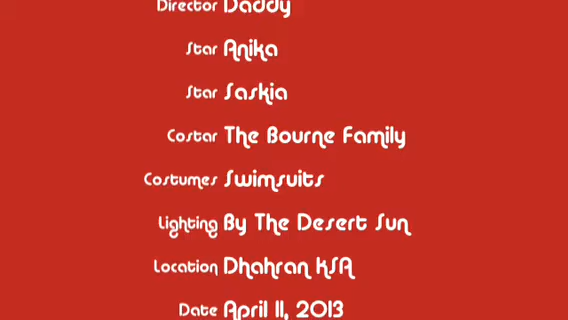 Director Daddy
Star Anika
Star Saskia
Costar The Bourne Family
Costumes Swimsuits
Lighting By The Desert Sun
Location Dhahran KSA
Date April 11, 2013